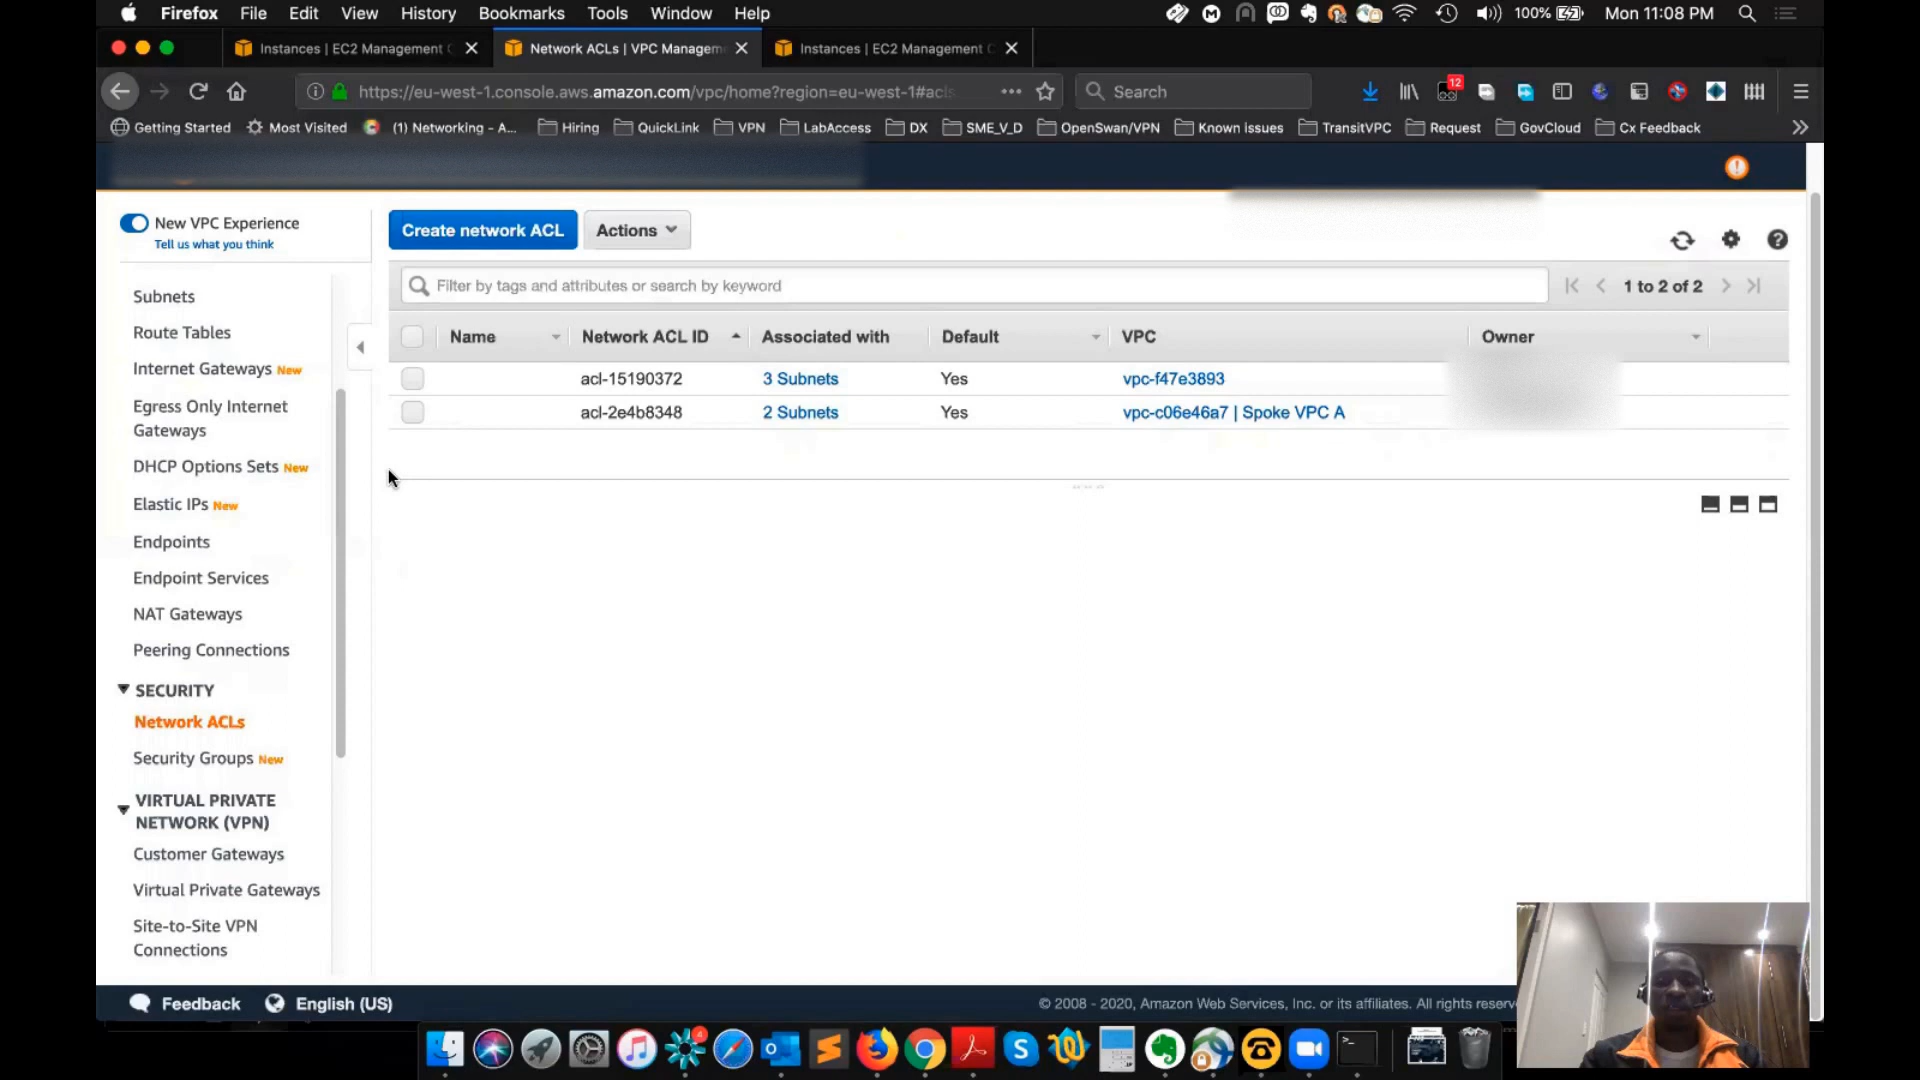 Firefox File Edit View History Bookmarks Tools Window Help 100% Mon 11:08 PM
Instances | EC2 Management C
Network ACLs | VPC Managem
Instances | EC2 Management C
https://eu-west-1.console.aws.amazon.com/vpc/home?region=eu-west-1#acls
Search
12
Getting Started Most Visited (1) Networking - A... Hiring QuickLink VPN LabAccess DX SME_V_D OpenSwan/VPN Known issues TransitVPC Request GovCloud Cx Feedback
New VPC Experience
Tell us what you think
Subnets
Route Tables
Internet Gateways New
Egress Only Internet
Gateways
DHCP Options Sets New
Elastic IPs New
Endpoints
Endpoint Services
NAT Gateways
Peering Connections
SECURITY
Network ACLs
Security Groups New
VIRTUAL PRIVATE
NETWORK (VPN)
Customer Gateways
Virtual Private Gateways
Site-to-Site VPN
Connections
Create network ACL Actions
Filter by tags and attributes or search by keyword
1 to 2 of 2
Name Network ACL ID Associated with Default VPC Owner
acl-15190372 3 Subnets Yes vpc-f47e3893
acl-2e4b8348 2 Subnets Yes vpc-c06e46a7 | Spoke VPC A
Feedback English (US)
© 2008 - 2020, Amazon Web Services, Inc. or its affiliates. All rights reserv